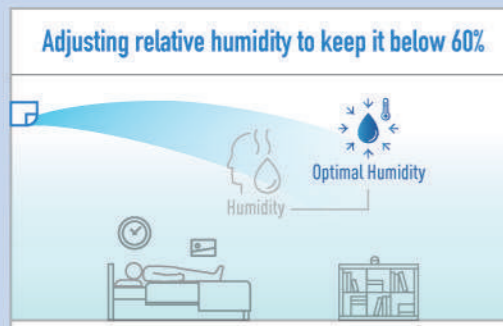 Adjusting relative humidity to keep it below 60%
Optimal Humidity
Humidity